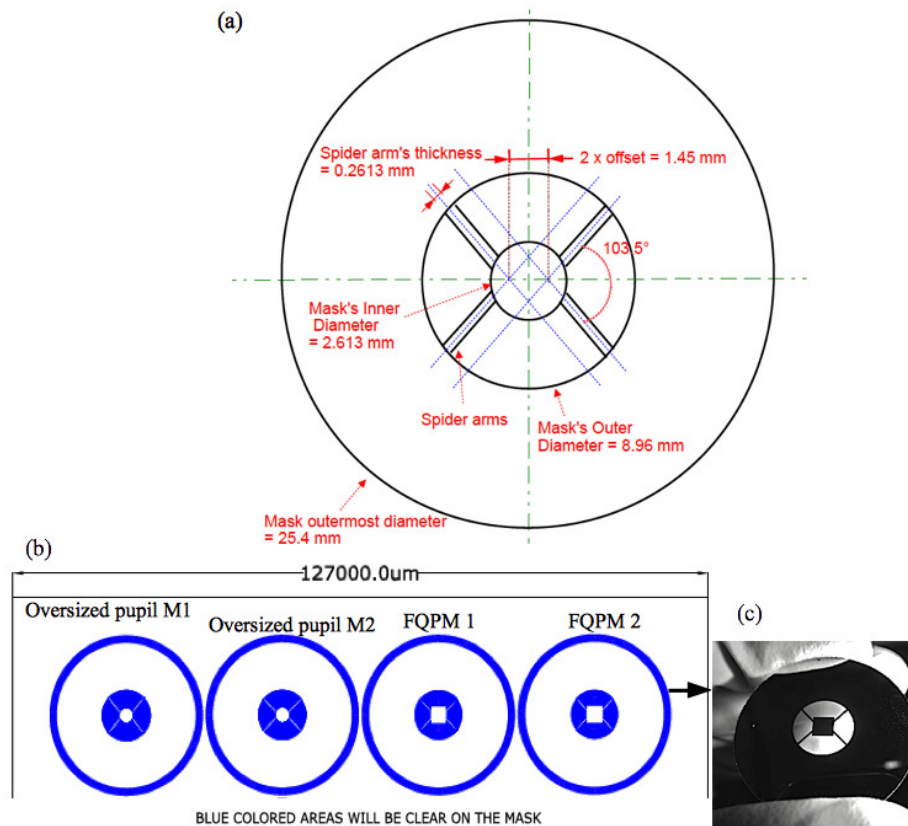 (a)
Spider arm's thickness
= 0.2613 mm
2 x offset = 1.45 mm
103.5°
Mask's Inner
Diameter
= 2.613 mm
Spider arms
Mask's Outer
Diameter = 8.96 mm
Mask outermost diameter
= 25.4 mm
(b)
127000.0um
(c)
Oversized pupil M1
Oversized pupil M2
FQPM 1
FQPM 2
BLUE COLORED AREAS WILL BE CLEAR ON THE MASK